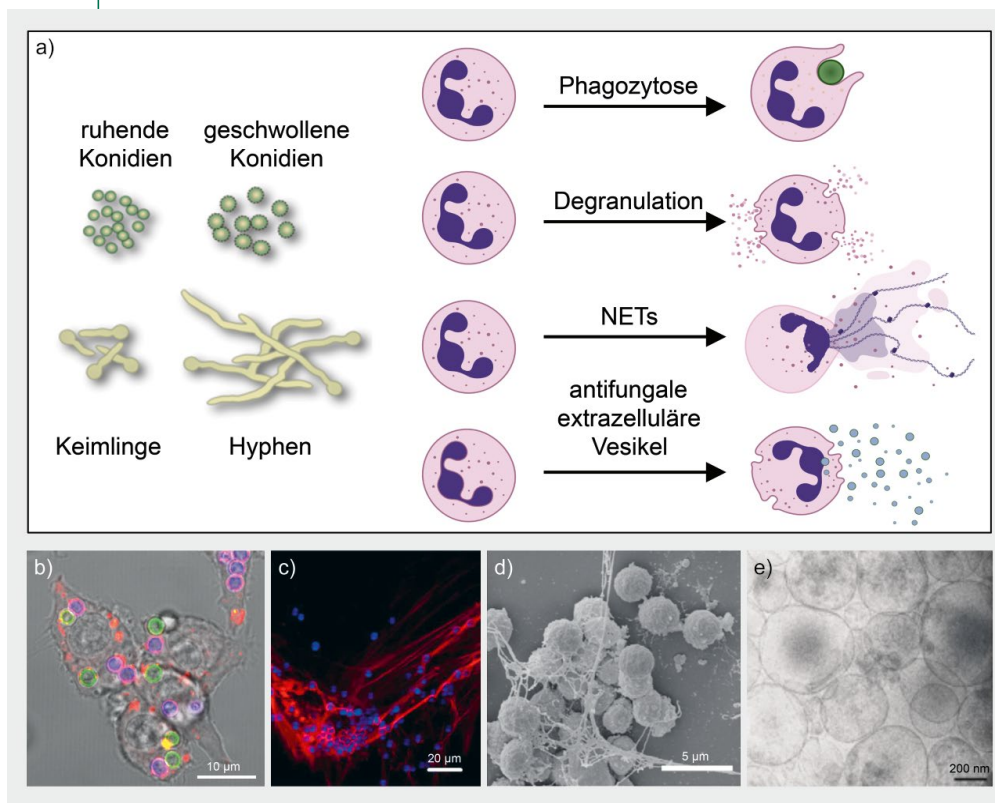 a)
ruhende
Konidien
geschwollene
Konidien
Keimlinge
Hyphen
Phagozytose
Degranulation
NETs
antifungale
extrazelluläre
Vesikel
b)
10 µm
c)
20 µm
d)
5 µm
e)
200 nm